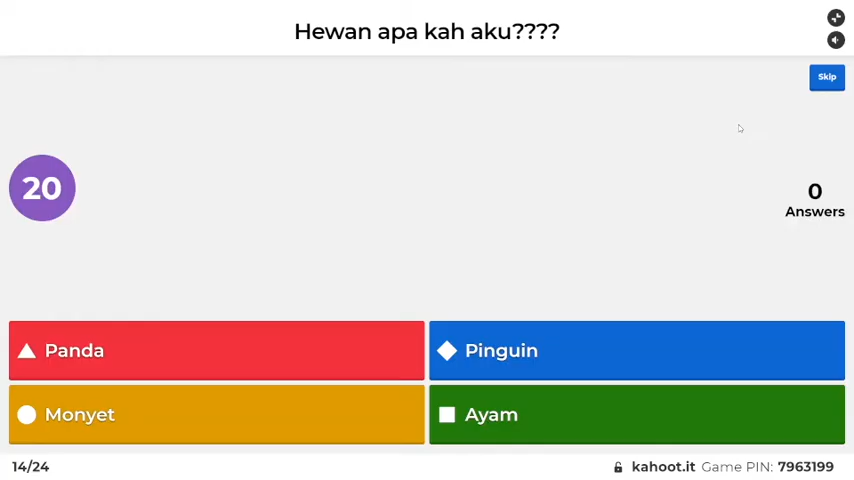 Hewan apa kah aku????
Skip
20
0
Answers
Panda
Pinguin
Monyet
Ayam
14/24
kahoot.it Game PIN: 7963199